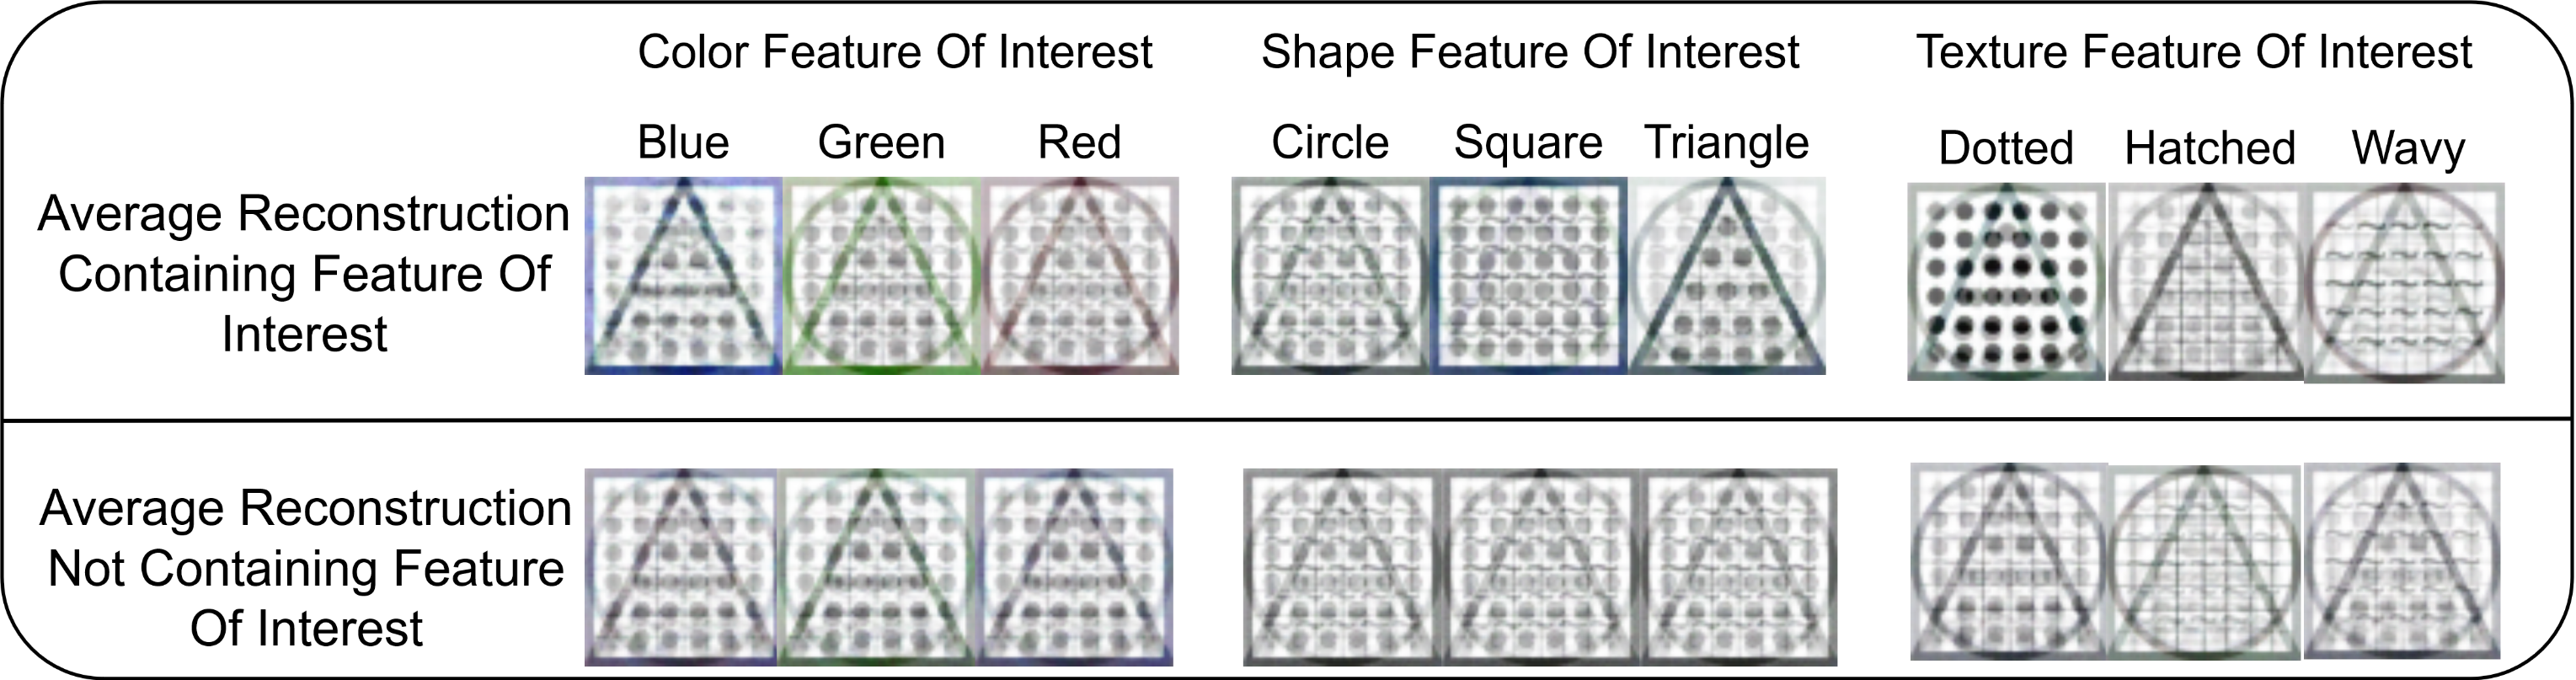 Color Feature Of Interest
Shape Feature Of Interest
Texture Feature Of Interest
Blue
Green
Red
Circle
Square
Triangle
Dotted
Hatched
Wavy
Average Reconstruction
Containing Feature Of
Interest
Average Reconstruction
Not Containing Feature
Of Interest